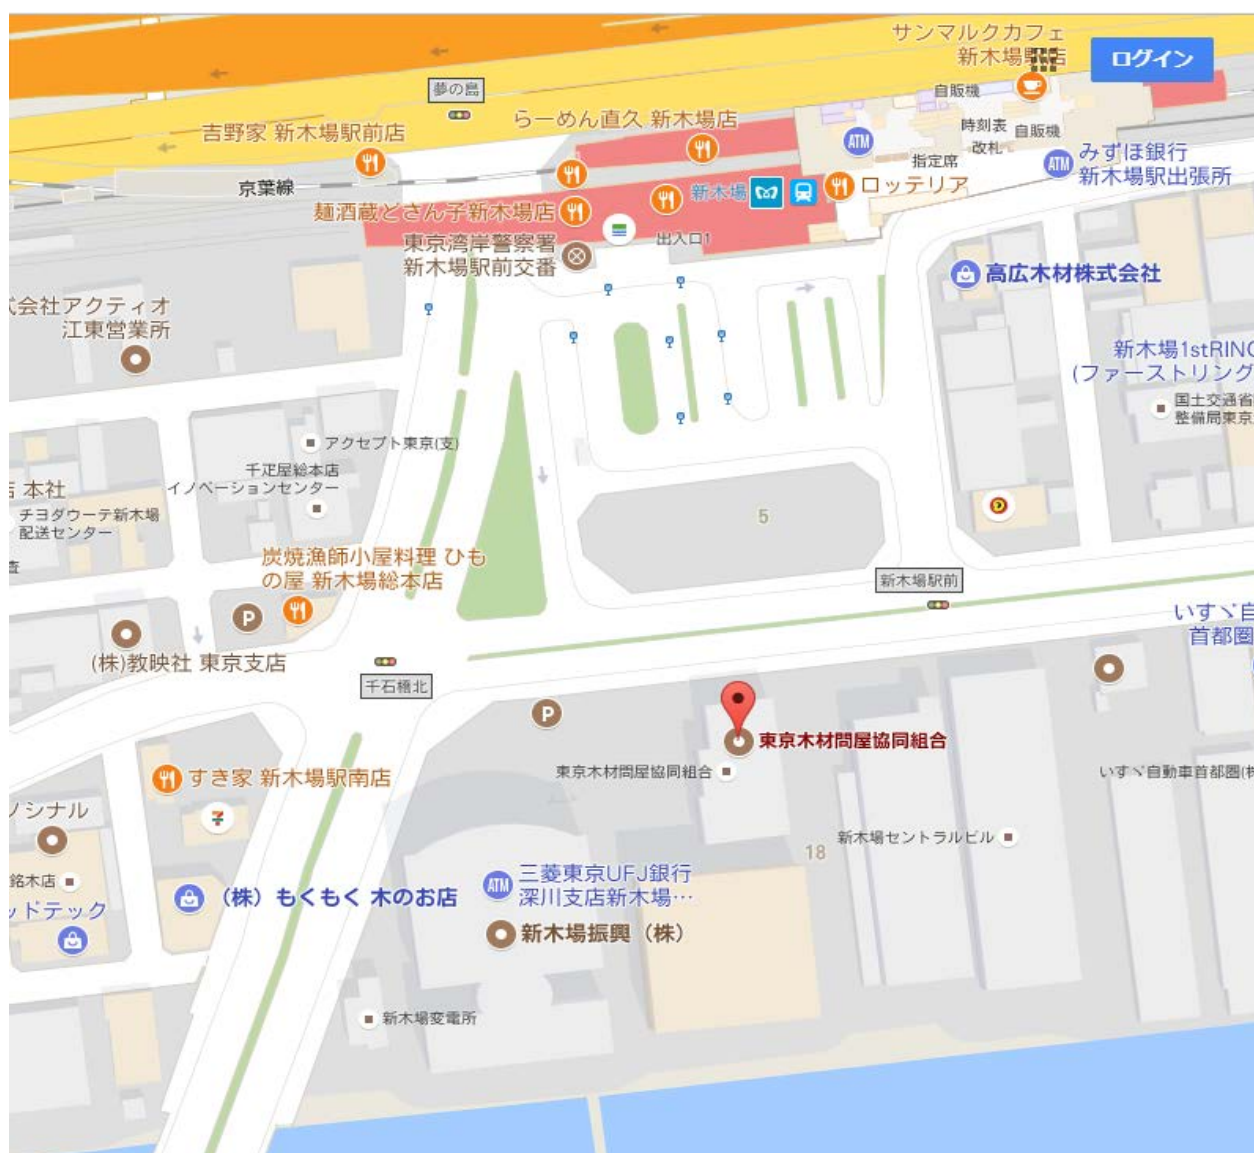 サンマルクカフェ
新木場駅店
ログイン
夢の島
自販機
らーめん直久 新木場店
吉野家 新木場駅前店
時刻表
自販機
ATM
改札
指定席
ATM
みずほ銀行
新木場駅出張所
京葉線
新木場
ロッテリア
麺酒蔵どさん子新木場店
東京湾岸警察署
新木場駅前交番
出入口1
高広木材株式会社
式会社アクティオ
江東営業所
新木場1stRING
(ファーストリング
国土交通省
整備局東京
アクセプト東京(支)
千疋屋総本店
イノベーションセンター
本社
チヨダウーテ新木場
配送センター
5
炭焼漁師小屋料理 ひも
の屋 新木場総本店
新木場駅前
P
(株)教映社 東京支店
いすゞ自
首都圏
千石橋北
P
東京木材問屋協同組合
東京木材問屋協同組合
いすゞ自動車首都圏(株
すき家 新木場駅南店
ノシナル
7
新木場セントラルビル
18
銘木店
ッドテック
(株)もくもく 木のお店
ATM
三菱東京UFJ銀行
深川支店新木場…
新木場振興(株)
新木場変電所